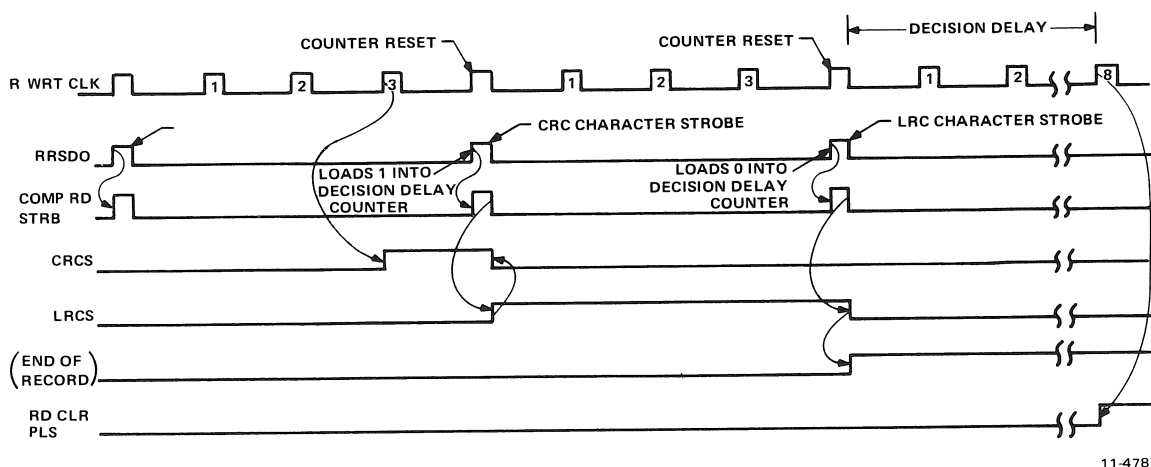 DECISION DELAY
COUNTER RESET
COUNTER RESET
R WRT CLK
1
2
3
1
2
3
1
2
8
CRC CHARACTER STROBE
LRC CHARACTER STROBE
RRSDO
LOADS 1 INTO
DECISION DELAY
COUNTER
LOADS 0 INTO
DECISION DELAY
COUNTER
COMP RD
STRB
CRCS
LRCS
(END OF
RECORD)
RD CLR
PLS
11-4787